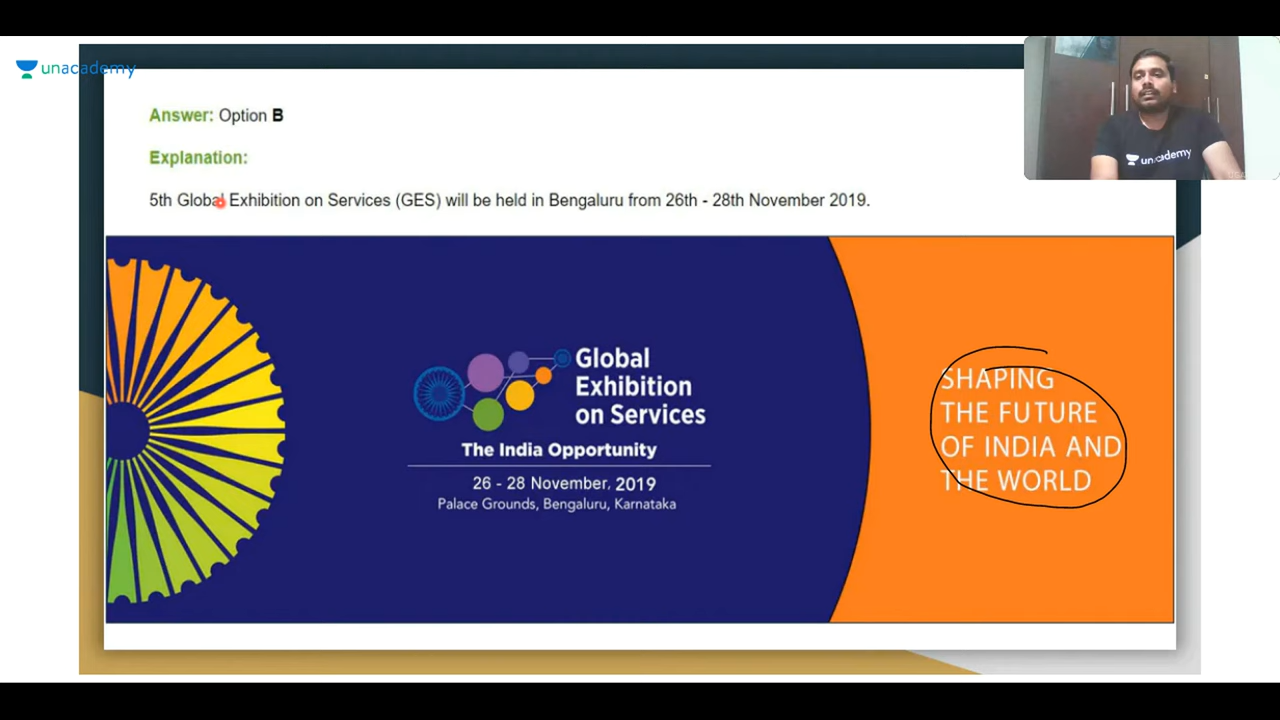 unacademy
Answer: Option B
Explanation:
5th Global Exhibition on Services (GES) will be held in Bengaluru from 26th - 28th November 2019.
Global
Exhibition
on Services
The India Opportunity
26 - 28 November, 2019
Palace Grounds, Bengaluru, Karnataka
SHAPING
THE FUTURE
OF INDIA AND
THE WORLD
unacademy